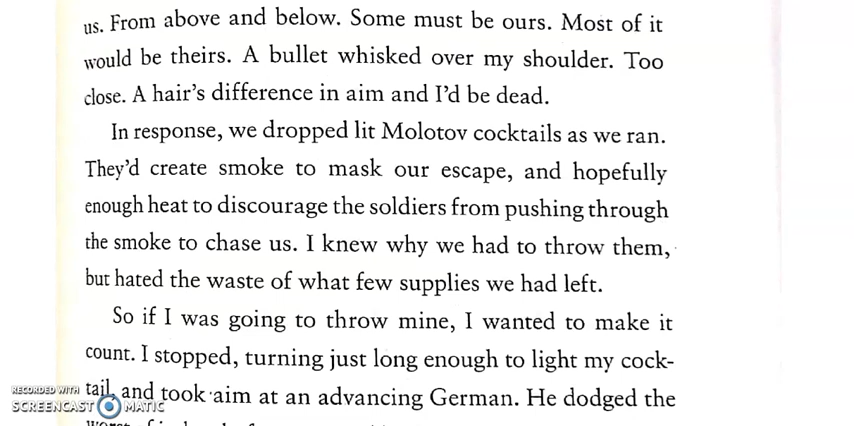 us. From above and below. Some must be ours. Most of it
would be theirs. A bullet whisked over my shoulder. Too
close. A hair's difference in aim and I'd be dead.
In response, we dropped lit Molotov cocktails as we ran.
They'd create smoke to mask our escape, and hopefully
enough heat to discourage the soldiers from pushing through
the smoke to chase us. I knew why we had to throw them,
but hated the waste of what few supplies we had left.
So if I was going to throw mine, I wanted to make it
count. I stopped, turning just long enough to light my cock-
tail, and took aim at an advancing German. He dodged the
RECORDED WITH
SCREENCAST MATIC